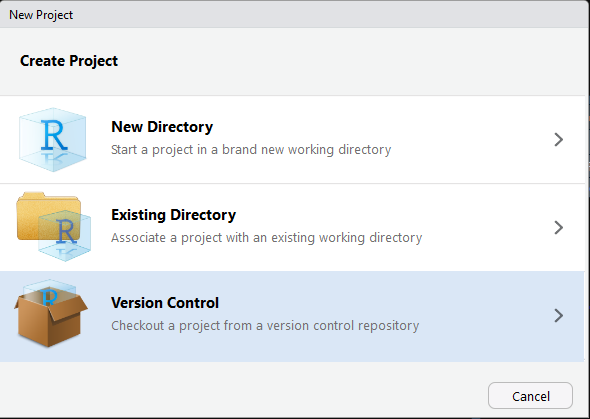 New Project
Create Project
R
New Directory
Start a project in a brand new working directory
R
Existing Directory
Associate a project with an existing working directory
Version Control
Checkout a project from a version control repository
Cancel